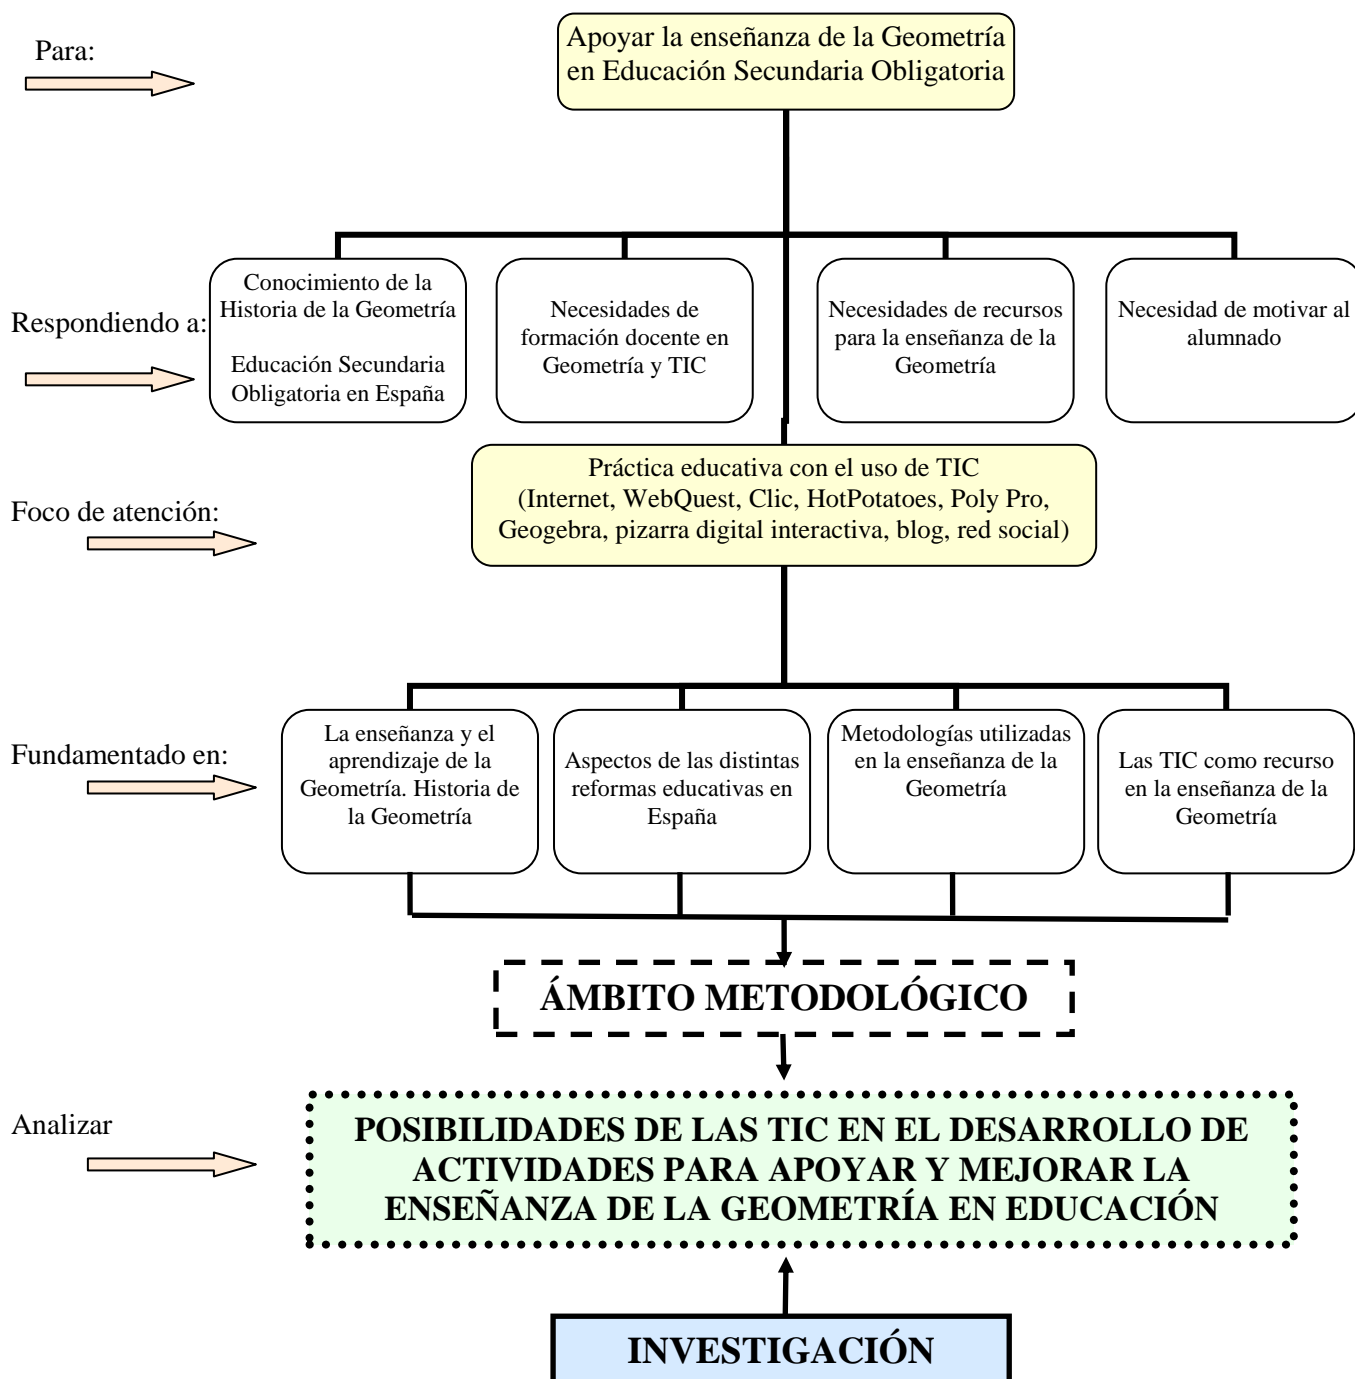 Para:
Apoyar la enseñanza de la Geometría
en Educación Secundaria Obligatoria
Respondiendo a:
Conocimiento de la
Historia de la Geometría
Educación Secundaria
Obligatoria en España
Necesidades de
formación docente en
Geometría y TIC
Necesidades de recursos
para la enseñanza de la
Geometría
Necesidad de motivar al
alumnado
Foco de atención:
Práctica educativa con el uso de TIC
(Internet, WebQuest, Clic, HotPotatoes, Poly Pro,
Geogebra, pizarra digital interactiva, blog, red social)
Fundamentado en:
La enseñanza y el
aprendizaje de la
Geometría. Historia de
la Geometría
Aspectos de las distintas
reformas educativas en
España
Metodologías utilizadas
en la enseñanza de la
Geometría
Las TIC como recurso
en la enseñanza de la
Geometría
ÁMBITO METODOLÓGICO
Analizar
POSIBILIDADES DE LAS TIC EN EL DESARROLLO DE
ACTIVIDADES PARA APOYAR Y MEJORAR LA
ENSEÑANZA DE LA GEOMETRÍA EN EDUCACIÓN
INVESTIGACIÓN